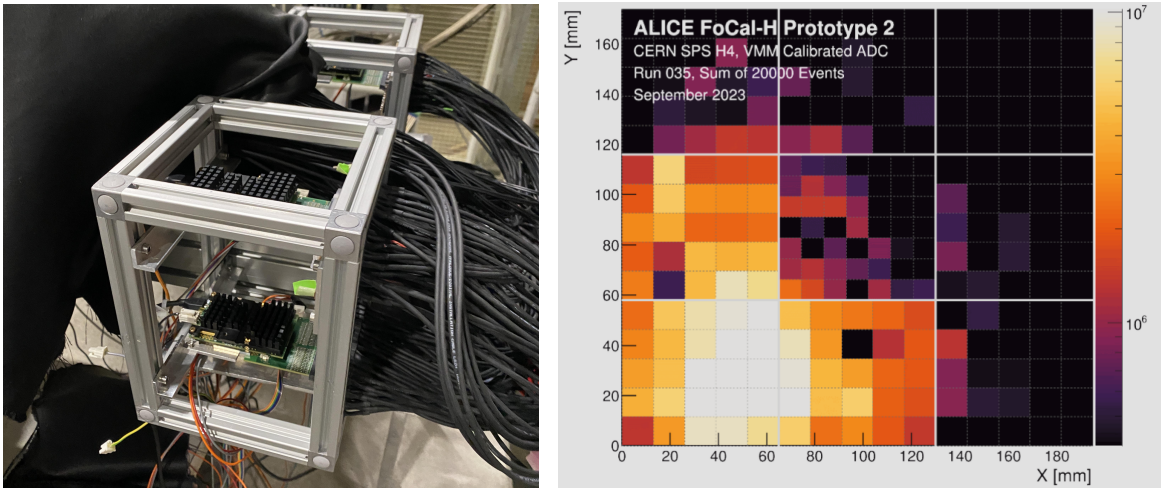 ALICE FoCal-H Prototype 2
CERN SPS H4, VMM Calibrated ADC
Run 035, Sum of 20000 Events
September 2023
Y [mm]
160
140
120
100
80
60
40
20
0
0 20 40 60 80 100 120 140 160 180
X [mm]
10⁷
10⁶